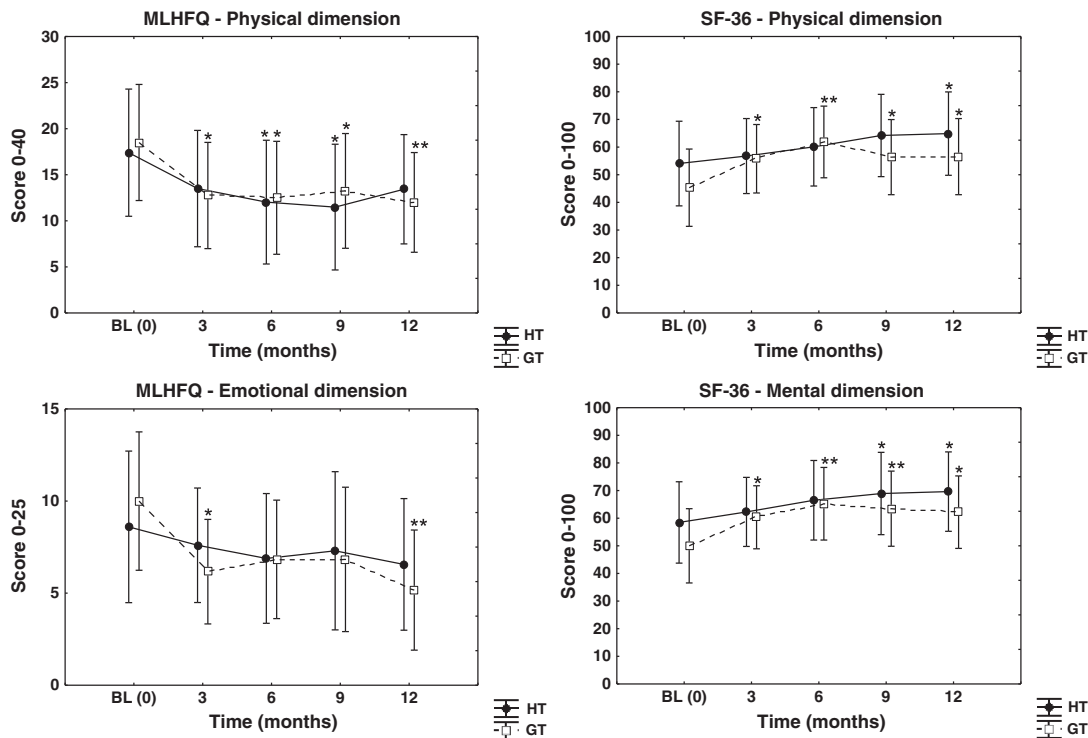 MLHFQ - Physical dimension
30
25
20
15
10
5
0
Score 0-40
* * * * * **
BL (0) 3 6 9 12
Time (months)
HT
GT
SF-36 - Physical dimension
100
90
80
70
60
50
40
30
20
10
0
Score 0-100
* ** * * *
BL (0) 3 6 9 12
Time (months)
HT
GT
MLHFQ - Emotional dimension
15
10
5
0
Score 0-25
* **
BL (0) 3 6 9 12
Time (months)
HT
GT
SF-36 - Mental dimension
100
90
80
70
60
50
40
30
20
10
0
Score 0-100
* ** * ** * *
BL (0) 3 6 9 12
Time (months)
HT
GT